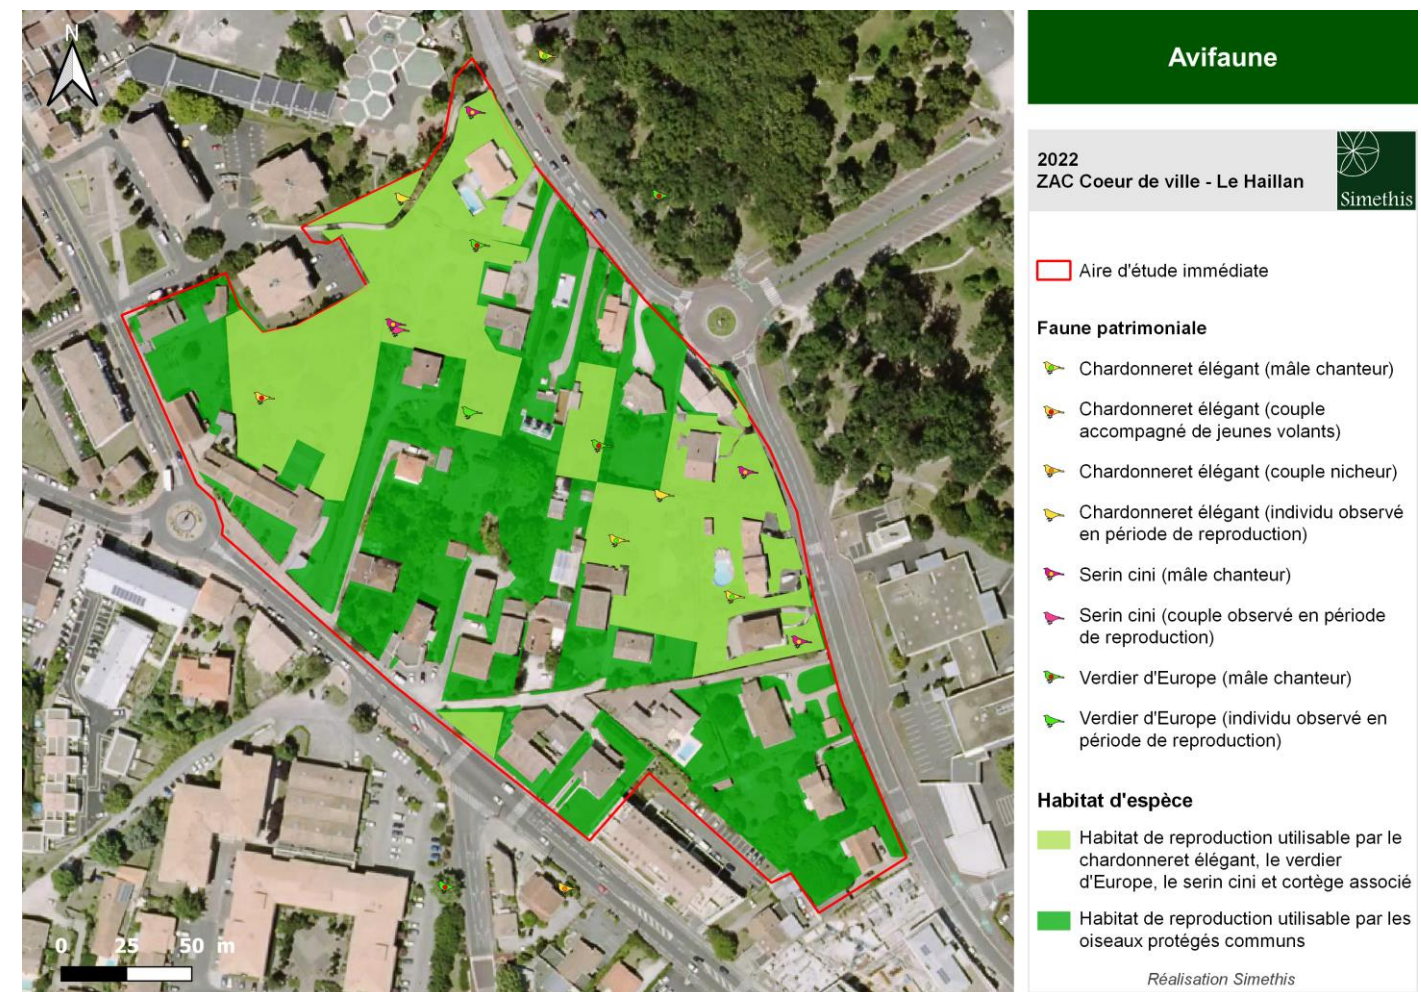 N
Avifaune
2022
ZAC Coeur de ville - Le Haillan
Simethis
Aire d'étude immédiate
Faune patrimoniale
Chardonneret élégant (mâle chanteur)
Chardonneret élégant (couple
accompagné de jeunes volants)
Chardonneret élégant (couple nicheur)
Chardonneret élégant (individu observé
en période de reproduction)
Serin cini (mâle chanteur)
Serin cini (couple observé en période
de reproduction)
Verdier d'Europe (mâle chanteur)
Verdier d'Europe (individu observé en
période de reproduction)
Habitat d'espèce
Habitat de reproduction utilisable par le
chardonneret élégant, le verdier
d'Europe, le serin cini et cortège associé
Habitat de reproduction utilisable par les
oiseaux protégés communs
Réalisation Simethis
0 25 50 m